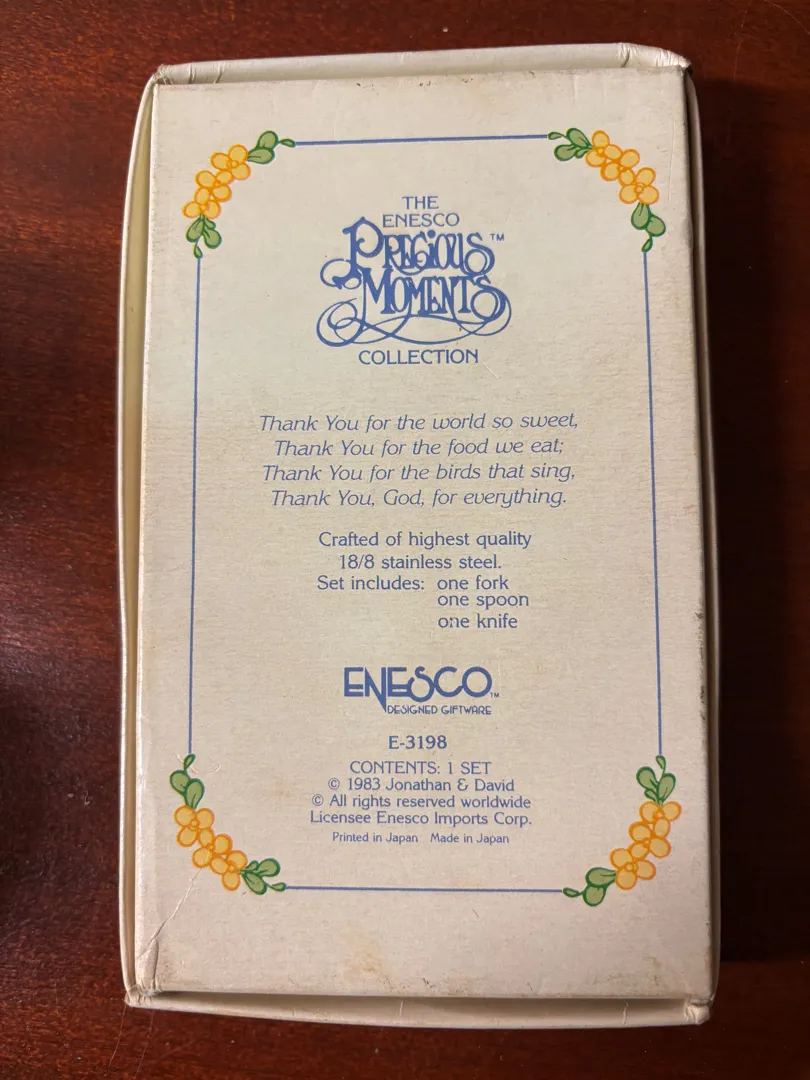 THE
ENESCO
PRECIOUS™
MOMENTS
COLLECTION
Thank You for the world so sweet,
Thank You for the food we eat;
Thank You for the birds that sing,
Thank You, God, for everything.
Crafted of highest quality
18/8 stainless steel.
Set includes: one fork
one spoon
one knife
ENESCO™
DESIGNED GIFTWARE
E-3198
CONTENTS: 1 SET
© 1983 Jonathan & David
© All rights reserved worldwide
Licensee Enesco Imports Corp.
Printed in Japan Made in Japan